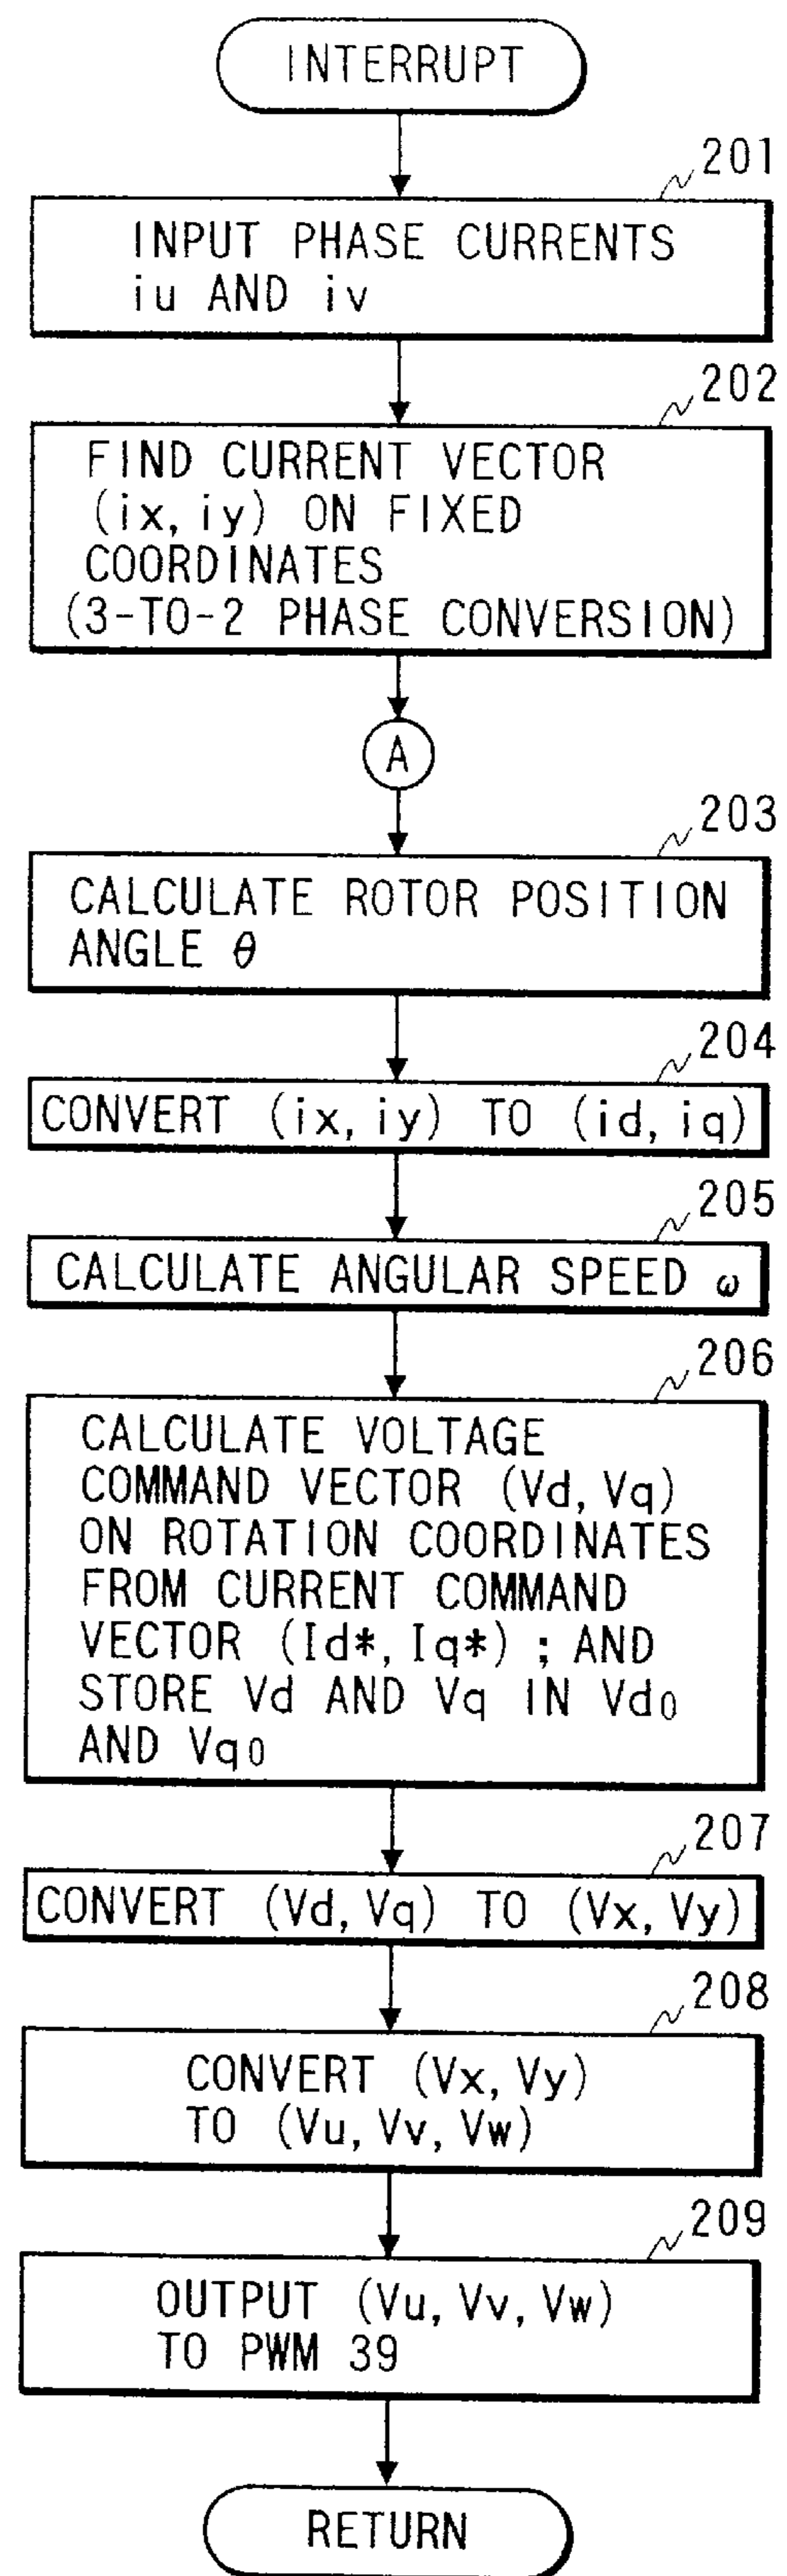 INTERRUPT
201
INPUT PHASE CURRENTS
iu AND iv
202
FIND CURRENT VECTOR
(ix, iy) ON FIXED
COORDINATES
(3-TO-2 PHASE CONVERSION)
A
203
CALCULATE ROTOR POSITION
ANGLE θ
204
CONVERT (ix, iy) TO (id, iq)
205
CALCULATE ANGULAR SPEED ω
206
CALCULATE VOLTAGE
COMMAND VECTOR (Vd, Vq)
ON ROTATION COORDINATES
FROM CURRENT COMMAND
VECTOR (Id*, Iq*) ; AND
STORE Vd AND Vq IN Vd0
AND Vq0
207
CONVERT (Vd, Vq) TO (Vx, Vy)
208
CONVERT (Vx, Vy)
TO (Vu, Vv, Vw)
209
OUTPUT (Vu, Vv, Vw)
TO PWM 39
RETURN